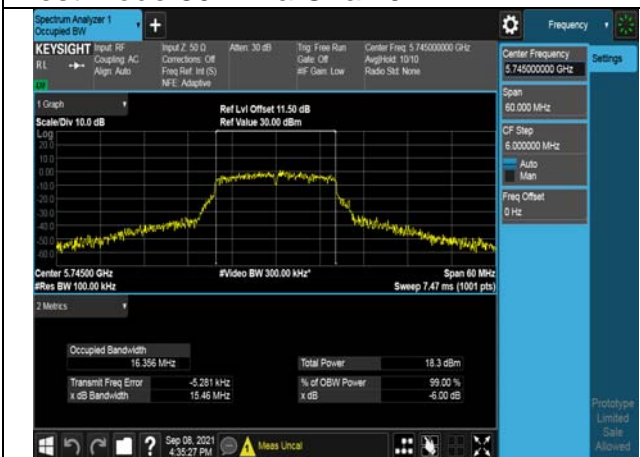 Spectrum Analyzer 1
Occupied BW
+
Frequency
KEYSIGHT
RL
Input: RF
Coupling: AC
Align: Auto
Input Z: 50 Ω
Corrections: Off
Freq Ref: Int (S)
NFE: Adaptive
Atten: 30 dB
Trig: Free Run
Gate: Off
#IF Gain: Low
Center Freq: 5.745000000 GHz
Avg|Hold: 10/10
Radio Std: None
Center Frequency
5.745000000 GHz
Settings
Span
60.000 MHz
CF Step
6.000000 MHz
Auto
Man
Freq Offset
0 Hz
1 Graph
Scale/Div 10.0 dB
Ref Lvl Offset 11.50 dB
Ref Value 30.00 dBm
Log
20.0
10.0
0.00
-10.0
-20.0
-30.0
-40.0
-50.0
-60.0
Center 5.74500 GHz
#Res BW 100.00 kHz
#Video BW 300.00 kHz*
Span 60 MHz
Sweep 7.47 ms (1001 pts)
2 Metrics
Occupied Bandwidth
16.356 MHz
Total Power 18.3 dBm
Transmit Freq Error -5.281 kHz
% of OBW Power 99.00 %
x dB Bandwidth 15.46 MHz
x dB -6.00 dB
Prototype
Limited
Sale
Allowed
?
Sep 08, 2021
4:35:27 PM
Meas Uncal